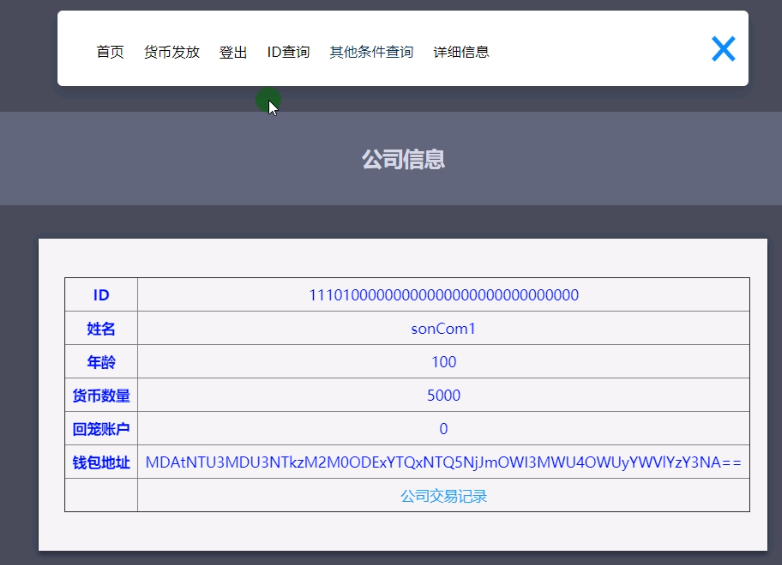 首页 货币发放 登出 ID查询 其他条件查询 详细信息
公司信息
ID 11101000000000000000000000000000
姓名 sonCom1
年龄 100
货币数量 5000
回笼账户 0
钱包地址 MDAtNTU3MDU3NTkzM2M0ODExYTQxNTQ5NjJmOWI3MWU4OWUyYWVlYzY3NA==
公司交易记录